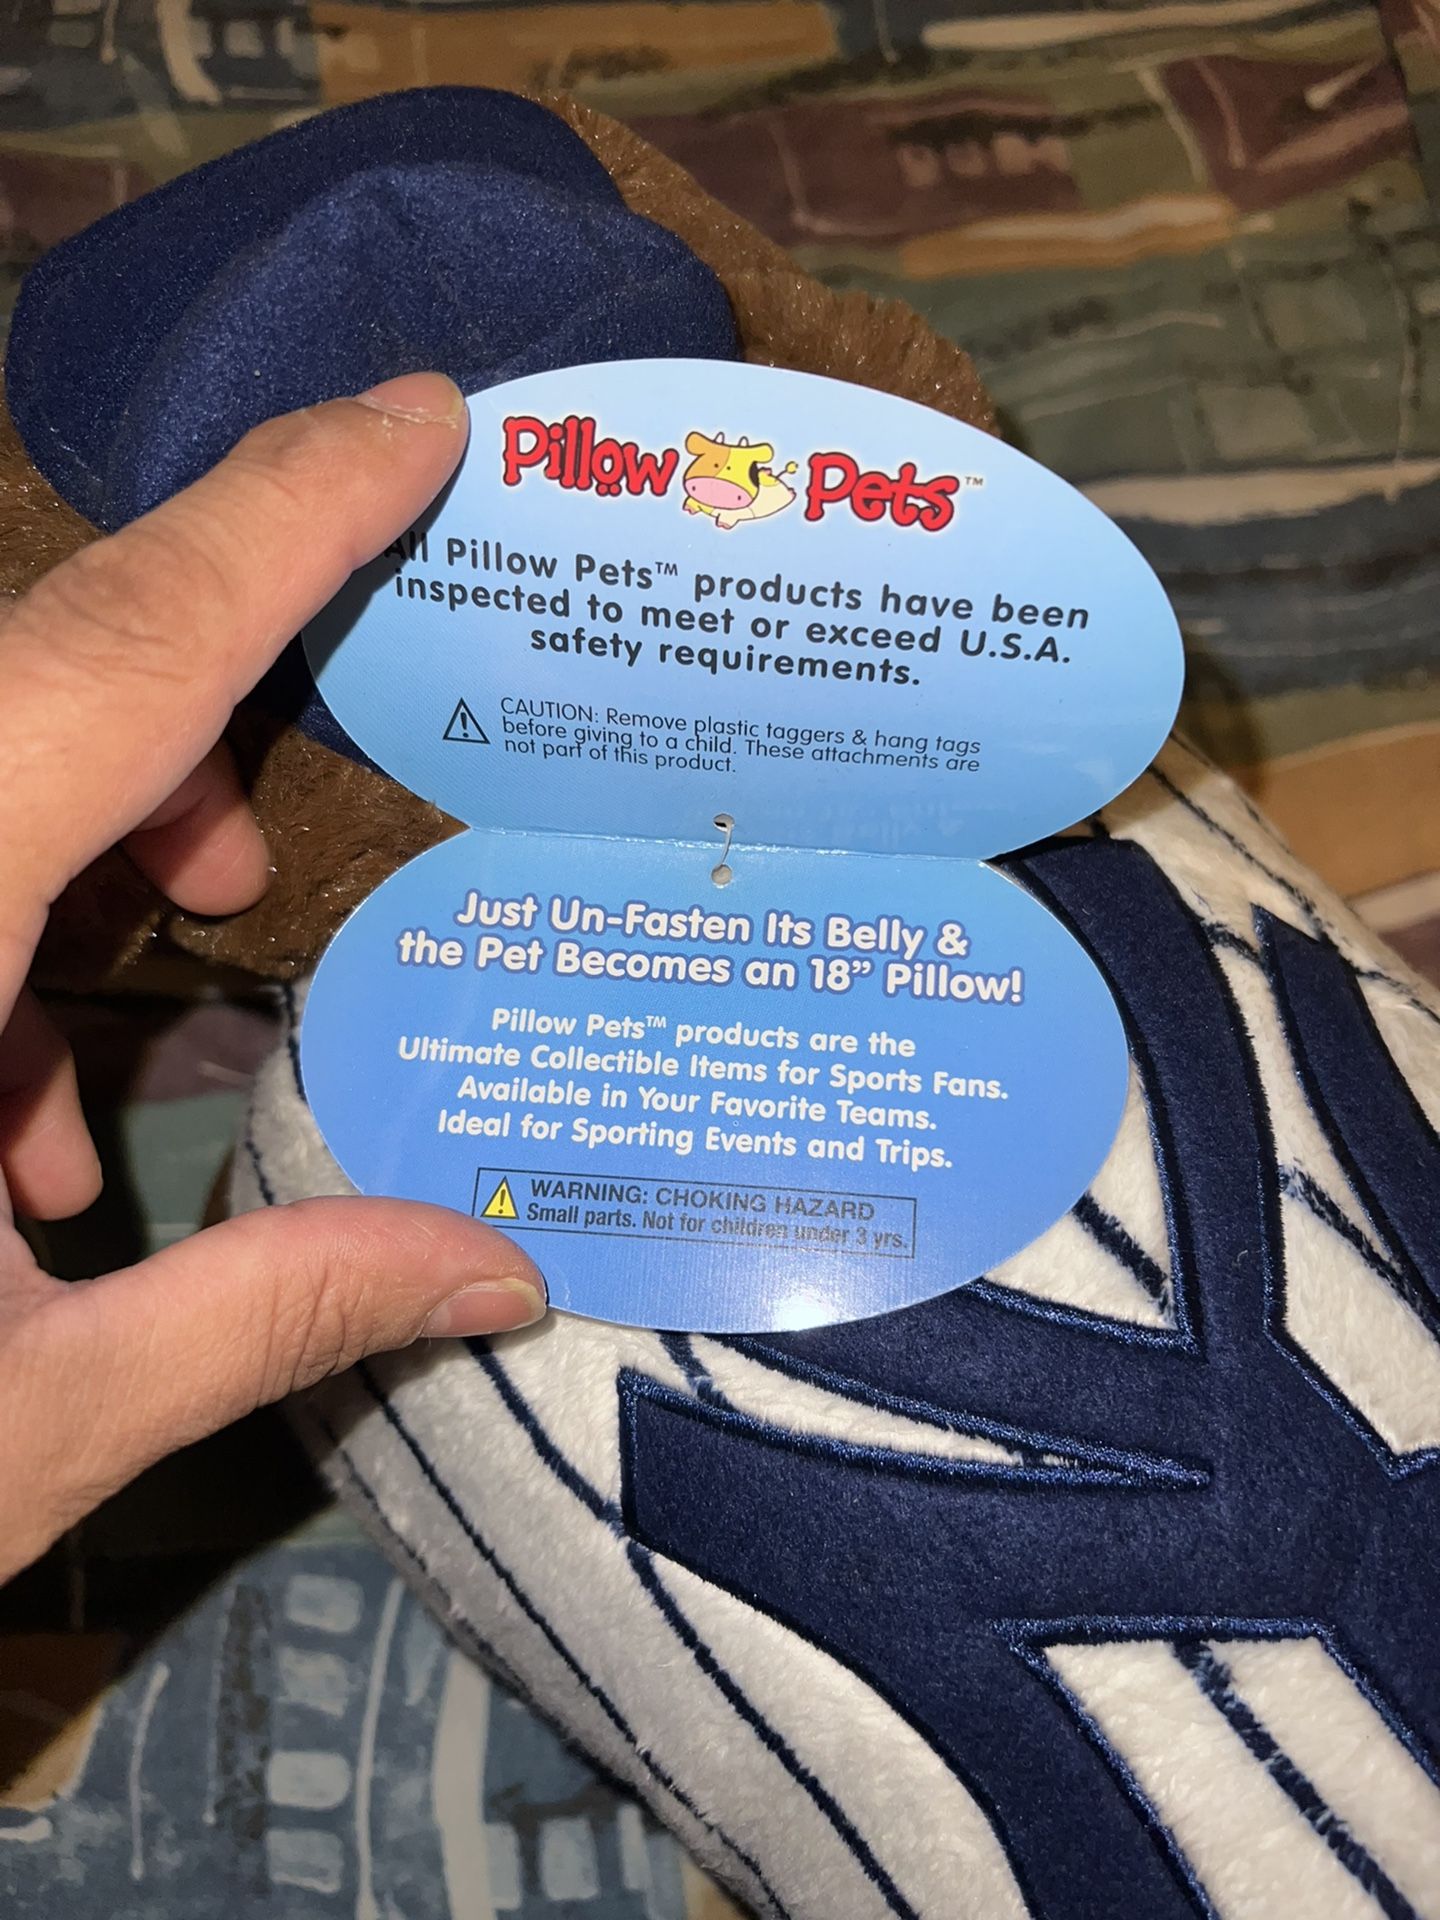 Pillow Pets™
All Pillow Pets™ products have been
inspected to meet or exceed U.S.A.
safety requirements.
CAUTION: Remove plastic taggers & hang tags
before giving to a child. These attachments are
not part of this product.
Just Un-Fasten Its Belly &
the Pet Becomes an 18” Pillow!
Pillow Pets™ products are the
Ultimate Collectible Items for Sports Fans.
Available in Your Favorite Teams.
Ideal for Sporting Events and Trips.
WARNING: CHOKING HAZARD
Small parts. Not for children under 3 yrs.
NY